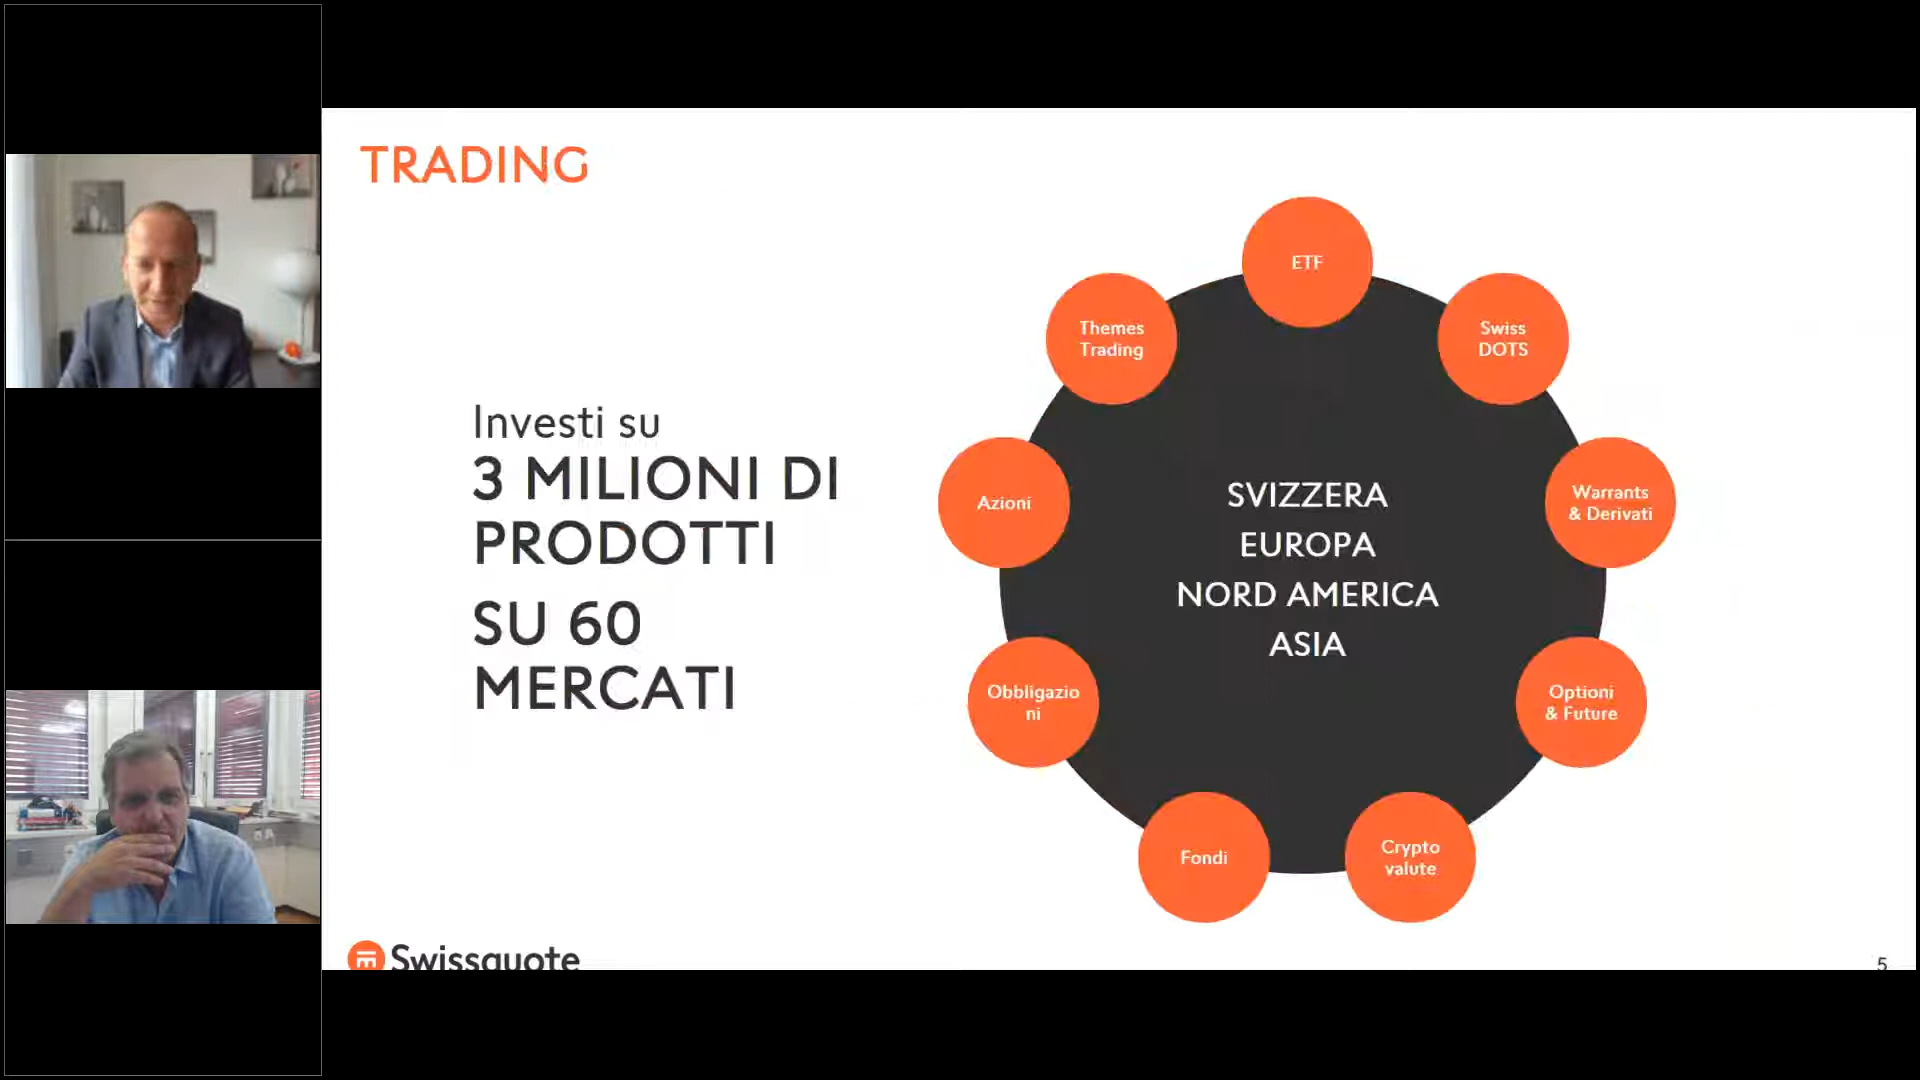 TRADING
Investi su
3 MILIONI DI
PRODOTTI
SU 60
MERCATI
ETF
Themes
Trading
Swiss
DOTS
Azioni
Warrants
& Derivati
SVIZZERA
EUROPA
NORD AMERICA
ASIA
Obbligazio
ni
Optioni
& Future
Fondi
Crypto
valute
Swissquote
5